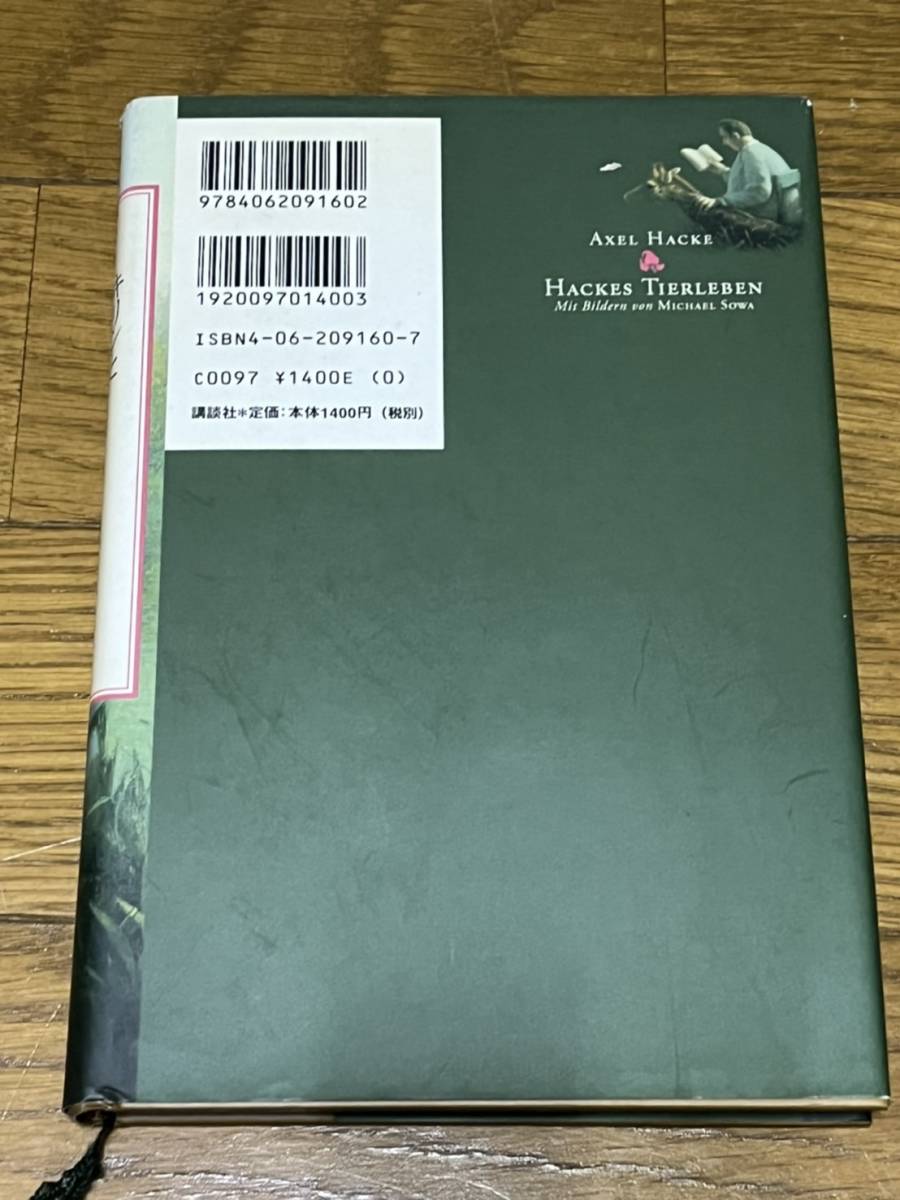 9784062091602
1920097014003
ISBN4-06-209160-7
C0097 ¥1400E (0)
講談社*定価:本体1400円 (税別)
AXEL HACKE
HACKES TIERLEBEN
Mit Bildern von MICHAEL SOWA